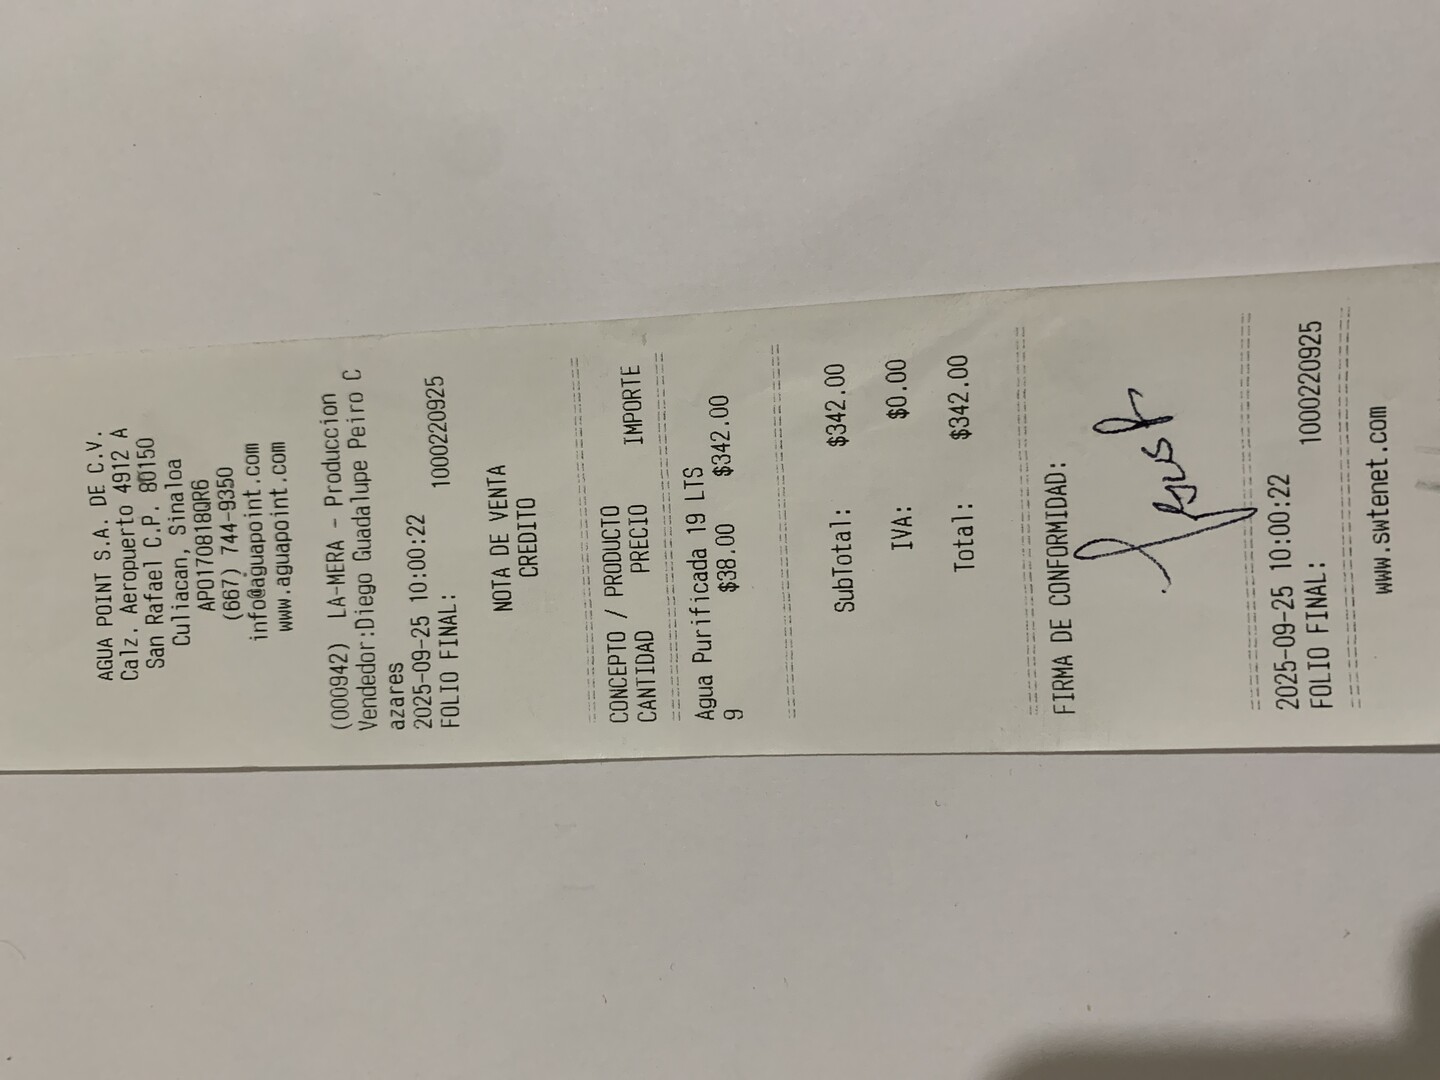 AGUA POINT S.A. DE C.V.
Calz. Aeropuerto 4912 A
San Rafael C.P. 80150
Culiacan, Sinaloa
APO170818QR6
(667) 744-9350
info@aguapoint.com
www.aguapoint.com
(000942) LA-MERA - Produccion
Vendedor:Diego Guadalupe Peiro C
azares
2025-09-25 10:00:22
FOLIO FINAL: 1000220925
NOTA DE VENTA
CREDITO
CONCEPTO / PRODUCTO
CANTIDAD PRECIO IMPORTE
Agua Purificada 19 LTS
9 $38.00 $342.00
SubTotal: $342.00
IVA: $0.00
Total: $342.00
FIRMA DE CONFORMIDAD:
2025-09-25 10:00:22
FOLIO FINAL: 1000220925
www.swtenet.com